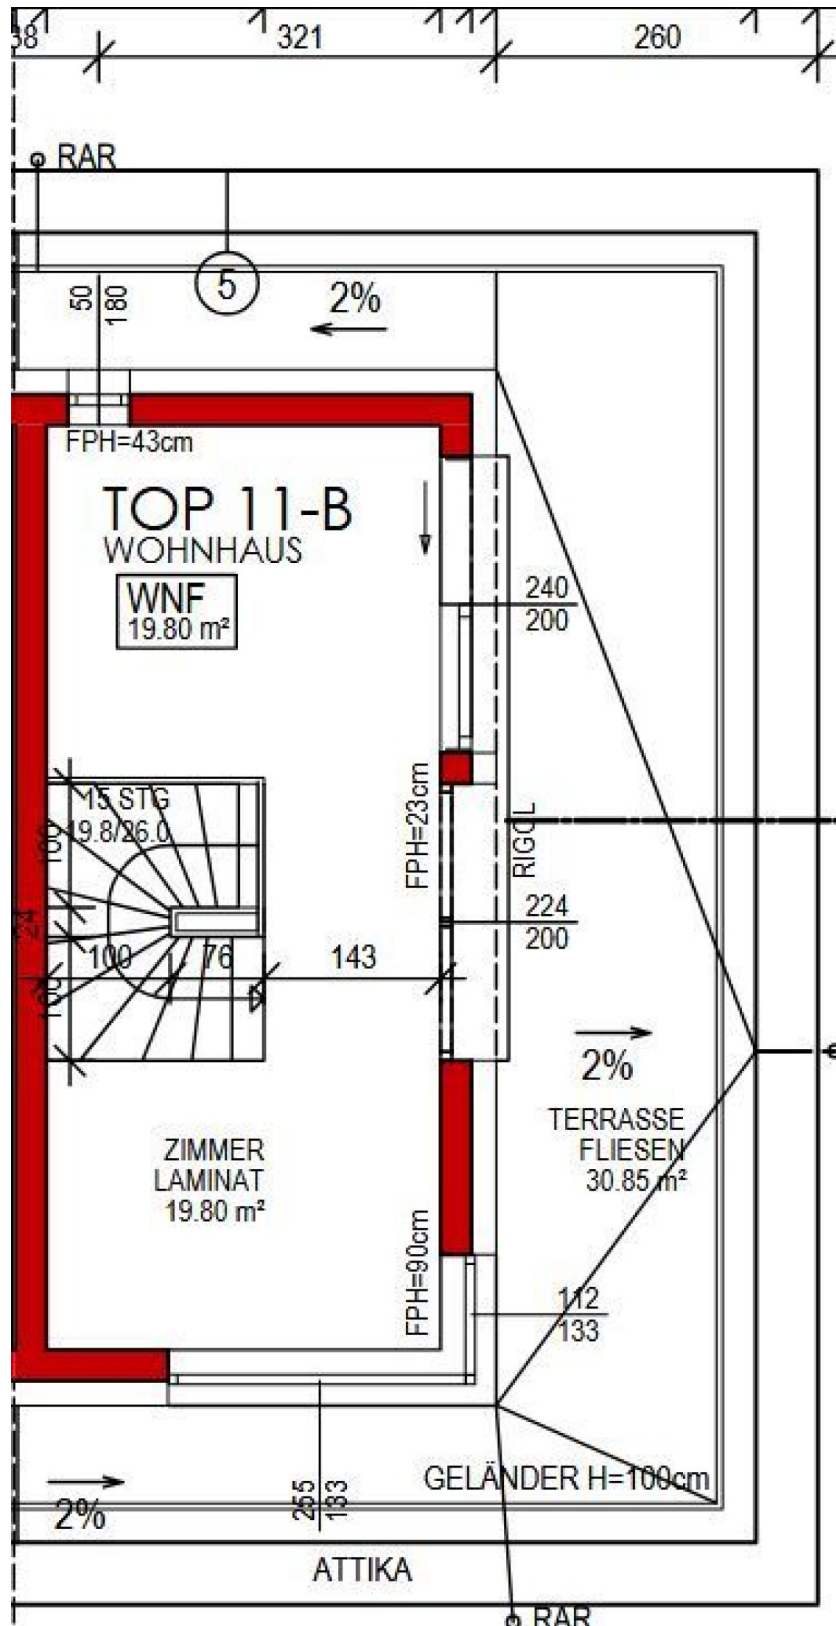 38
321
260
RAR
5
50
180
2%
FPH=43cm
TOP 11-B
WOHNHAUS
WNF
19.80 m²
240
200
15 STG
19.8/26.0
100
FPH=23cm
RIGOL
24
224
200
100
76
143
100
2%
TERRASSE
FLIESEN
30.85 m²
ZIMMER
LAMINAT
19.80 m²
FPH=90cm
112
133
GELÄNDER H=100cm
255
133
2%
ATTIKA
RAR